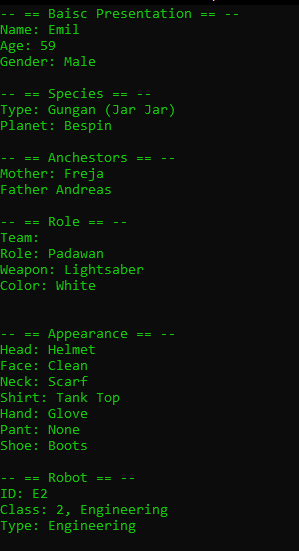 -- == Baisc Presentation == --
Name: Emil
Age: 59
Gender: Male
-- == Species == --
Type: Gungan (Jar Jar)
Planet: Bespin
-- == Anchestors == --
Mother: Freja
Father Andreas
-- == Role == --
Team:
Role: Padawan
Weapon: Lightsaber
Color: White
-- == Appearance == --
Head: Helmet
Face: Clean
Neck: Scarf
Shirt: Tank Top
Hand: Glove
Pant: None
Shoe: Boots
-- == Robot == --
ID: E2
Class: 2, Engineering
Type: Engineering